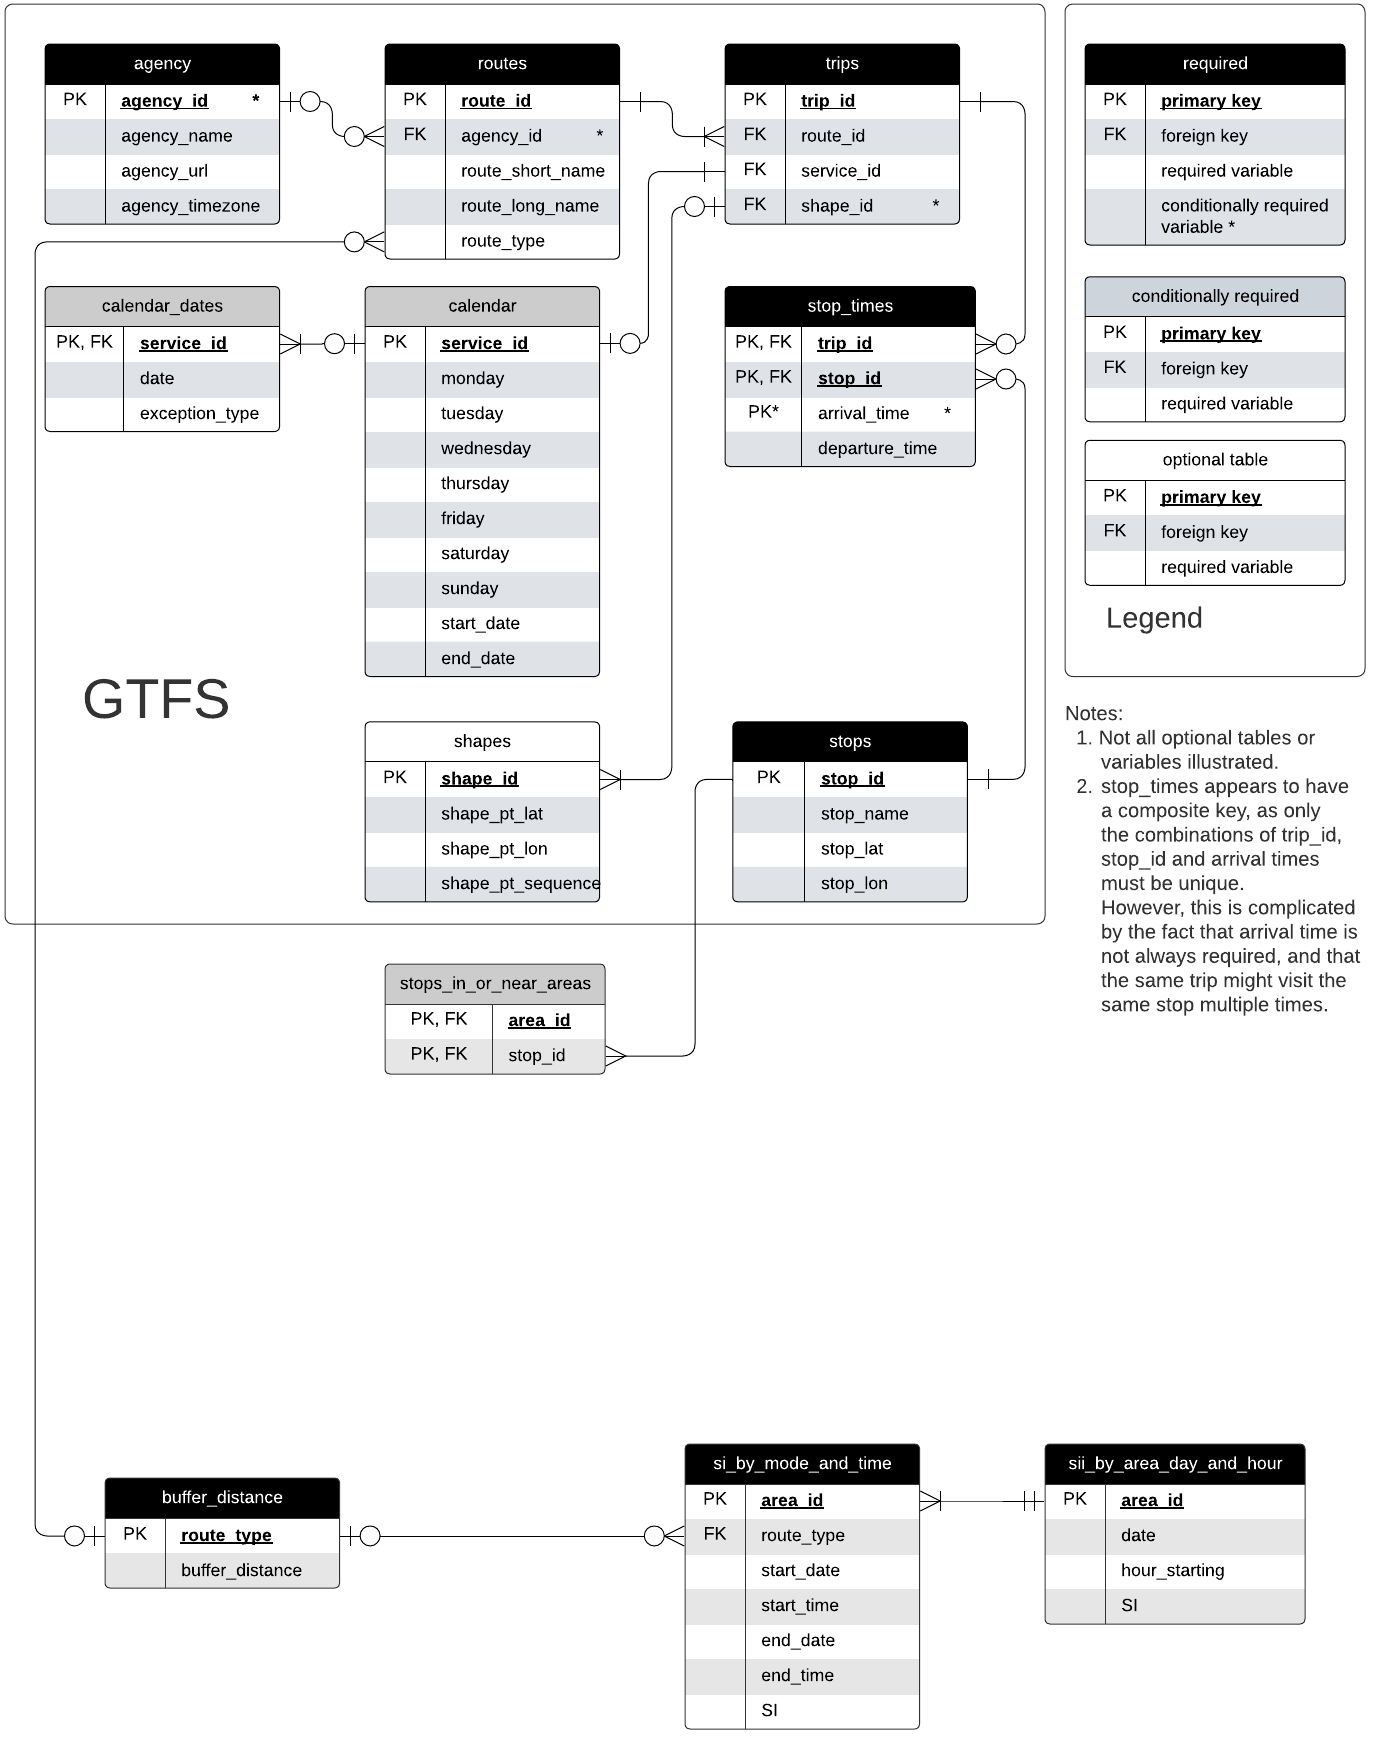 agency
PK agency_id *
agency_name
agency_url
agency_timezone
routes
PK route_id
FK agency_id *
route_short_name
route_long_name
route_type
trips
PK trip_id
FK route_id
FK service_id
FK shape_id *
calendar_dates
PK, FK service_id
date
exception_type
calendar
PK service_id
monday
tuesday
wednesday
thursday
friday
saturday
sunday
start_date
end_date
stop_times
PK, FK trip_id
PK, FK stop_id
PK* arrival_time *
departure_time
GTFS
shapes
PK shape_id
shape_pt_lat
shape_pt_lon
shape_pt_sequence
stops
PK stop_id
stop_name
stop_lat
stop_lon
required
PK primary key
FK foreign key
required variable
conditionally required
variable *
conditionally required
PK primary key
FK foreign key
required variable
optional table
PK primary key
FK foreign key
required variable
Legend
Notes:
1. Not all optional tables or
variables illustrated.
2. stop_times appears to have
a composite key, as only
the combinations of trip_id,
stop_id and arrival times
must be unique.
However, this is complicated
by the fact that arrival time is
not always required, and that
the same trip might visit the
same stop multiple times.
stops_in_or_near_areas
PK, FK area_id
PK, FK stop_id
buffer_distance
PK route_type
buffer_distance
si_by_mode_and_time
PK area_id
FK route_type
start_date
start_time
end_date
end_time
SI
sii_by_area_day_and_hour
PK area_id
date
hour_starting
SI